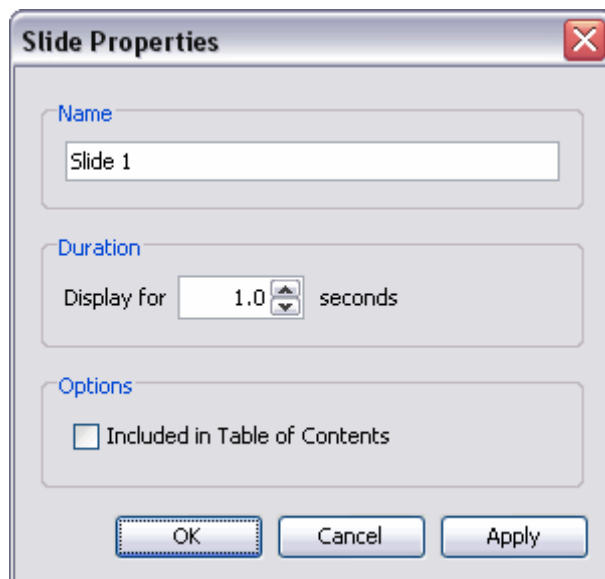 Slide Properties
Name
Slide 1
Duration
Display for 1.0 seconds
Options
Included in Table of Contents
OK Cancel Apply